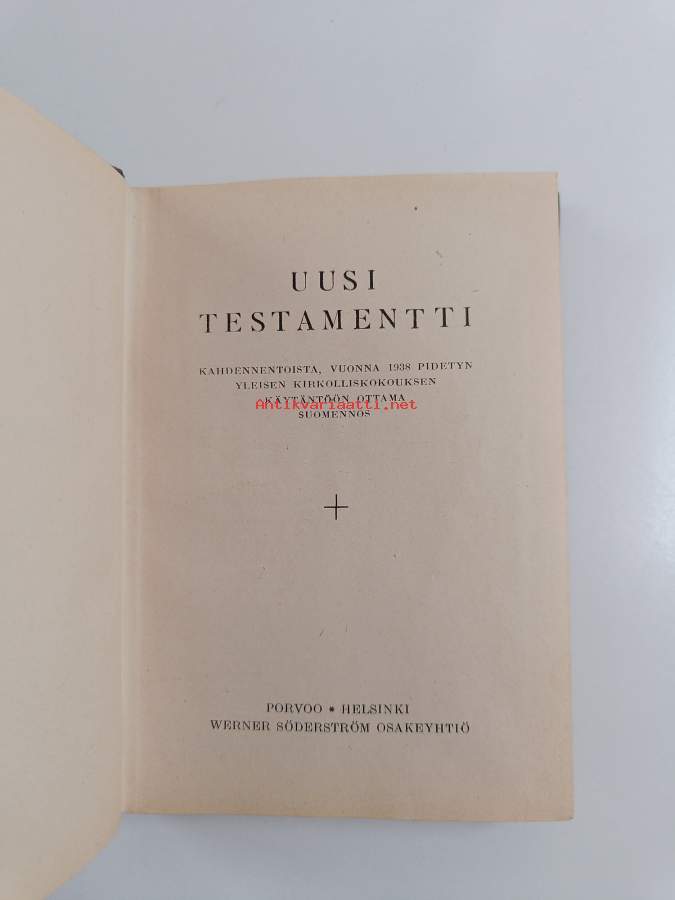 UUSI
TESTAMENTTI
KAHDENNENTOISTA, VUONNA 1938 PIDETYN
YLEISEN KIRKOLLISKOKOUKSEN
KÄYTÄNTÖÖN OTTAMA
Antikvariaatti.net
SUOMENNOS
PORVOO * HELSINKI
WERNER SÖDERSTRÖM OSAKEYHTIÖ